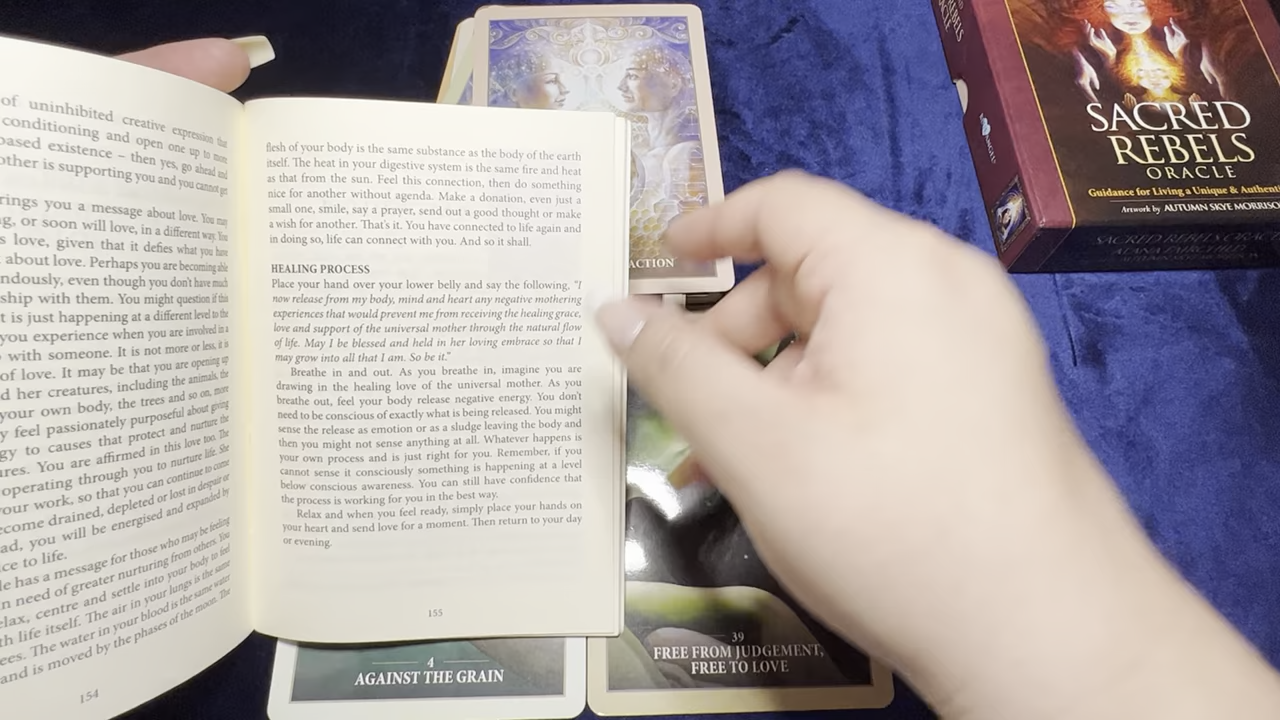 of uninhibited creative expression that
conditioning and open one up to more
based existence – then yes, go ahead and
other is supporting you and you cannot get
rings you a message about love. You may
or soon will love, in a different way. You
love, given that it defies what you have
about love. Perhaps you are becoming able
even though you don't have much
ship with them. You might question if this
t is just happening at a different level to the
you experience when you are involved in a
with someone. It is not more or less, it is
of love. It may be that you are opening up
d her creatures, including the animals, the
your own body, the trees and so on, more
y feel passionately purposeful about giving
gy to causes that protect and nurture the
ures. You are affirmed in this love too. The
operating through you to nurture life. She
your work, so that you can continue to come
ecome drained, depleted or lost in despair or
ad, you will be energised and expanded by
ice to life.
le has a message for those who may be feeling
n need of greater nurturing from others. You
elax, centre and settle into your body to feel
th life itself. The air in your lungs is the same
ees. The water in your blood is the same water
and is moved by the phases of the moon. The
154
flesh of your body is the same substance as the body of the earth
itself. The heat in your digestive system is the same fire and heat
as that from the sun. Feel this connection, then do something
nice for another without agenda. Make a donation, even just a
small one, smile, say a prayer, send out a good thought or make
a wish for another. That's it. You have connected to life again and
in doing so, life can connect with you. And so it shall.
HEALING PROCESS
Place your hand over your lower belly and say the following, "I
now release from my body, mind and heart any negative mothering
experiences that would prevent me from receiving the healing grace,
love and support of the universal mother through the natural flow
of life. May I be blessed and held in her loving embrace so that I
may grow into all that I am. So be it."
Breathe in and out. As you breathe in, imagine you are
drawing in the healing love of the universal mother. As you
breathe out, feel your body release negative energy. You don't
need to be conscious of exactly what is being released. You might
sense the release as emotion or as a sludge leaving the body and
then you might not sense anything at all. Whatever happens is
your own process and is just right for you. Remember, if you
cannot sense it consciously something is happening at a level
below conscious awareness. You can still have confidence that
the process is working for you in the best way.
Relax and when you feel ready, simply place your hands on
your heart and send love for a moment. Then return to your day
or evening.
155
ACTION
4
AGAINST THE GRAIN
39
FREE FROM JUDGEMENT,
FREE TO LOVE
SACRED
REBELS
ORACLE
Guidance for Living a Unique & Authent
Artwork by AUTUMN SKYE MORRISO
SACRED REBELS ORACLE